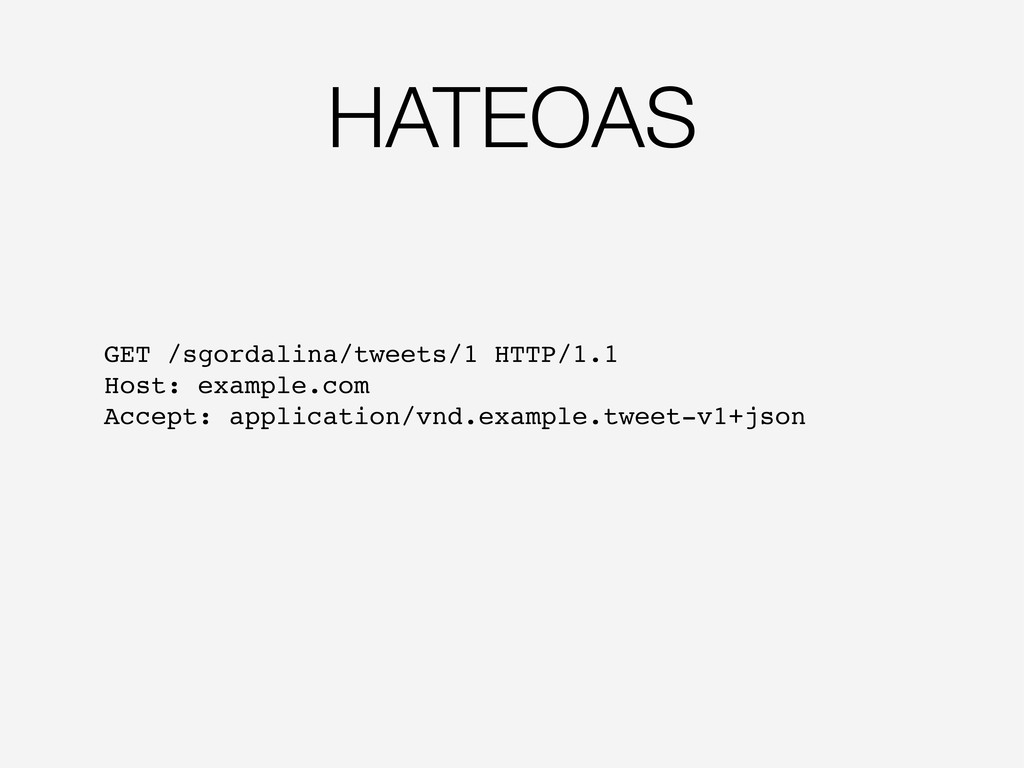 HATEOAS
GET /sgordalina/tweets/1 HTTP/1.1
Host: example.com
Accept: application/vnd.example.tweet-v1+json